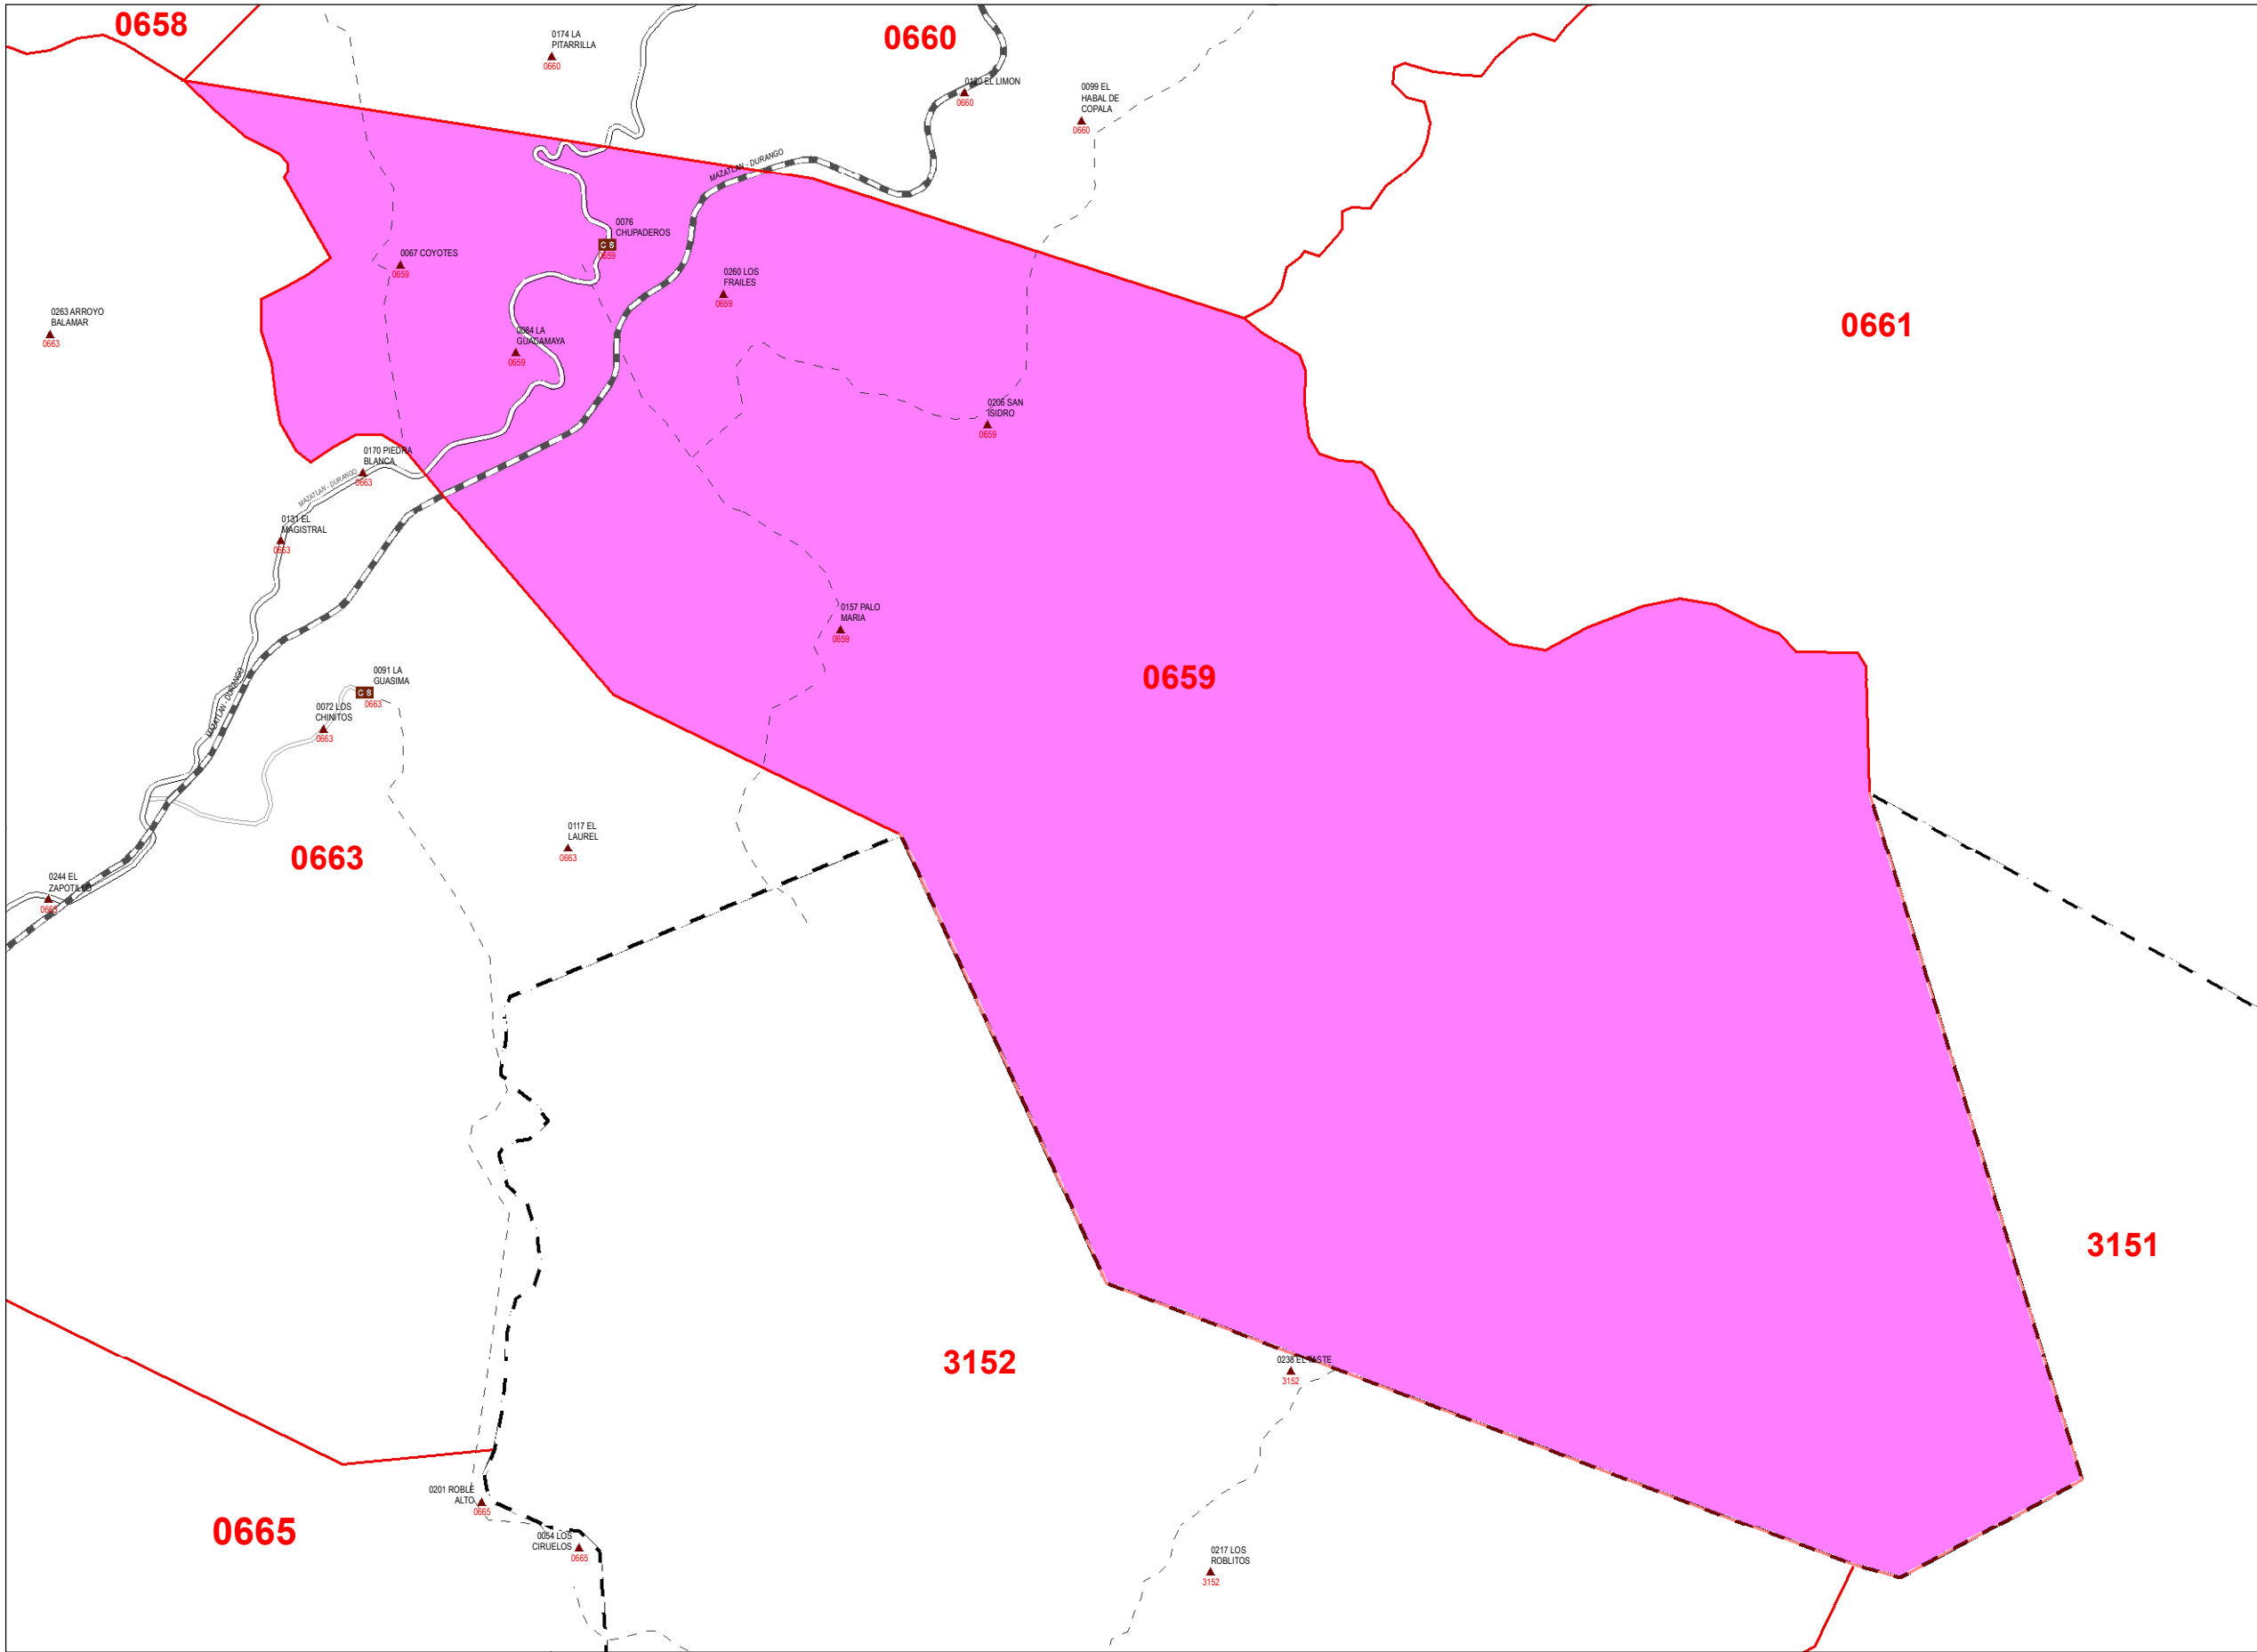 0658
0174 LA
PITARRILLA
0660
0660
0120 EL LIMON
0660
0099 EL
HABAL DE
COPALA
0660
MAZATLAN - DURANGO
0076
CHUPADEROS
C S
0659
0067 COYOTES
0659
0260 LOS
FRAILES
0659
0263 ARROYO
BALAMAR
0663
0661
0084 LA
GUACAMAYA
0659
0206 SAN
ISIDRO
0659
0170 PIEDRA
BLANCA
0663
MAZATLAN - DURANGO
0131 EL
MAGISTRAL
0663
0157 PALO
MARIA
0659
0091 LA
GUASIMA
C S
0663
0659
MAZATLAN - DURANGO
0072 LOS
CHINITOS
0663
0117 EL
LAUREL
0663
0663
0244 EL
ZAPOTILLO
0663
3151
3152
0238 EL TASTE
3152
0201 ROBLE
ALTO
0665
0665
0054 LOS
CIRUELOS
0665
0217 LOS
ROBLITOS
3152